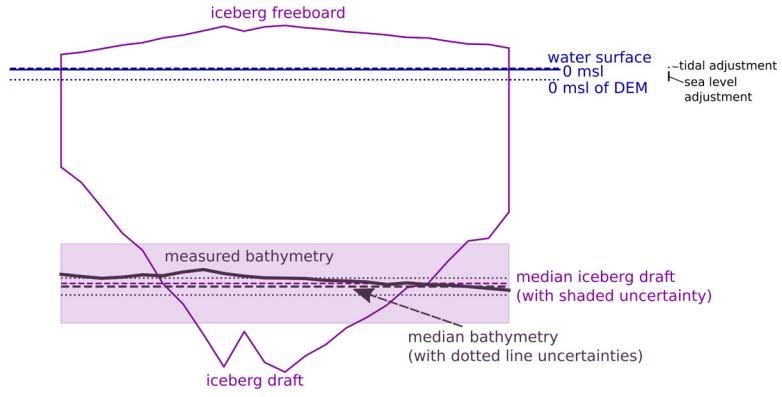 iceberg freeboard
water surface
0 msl
0 msl of DEM
tidal adjustment
sea level
adjustment
measured bathymetry
median iceberg draft
(with shaded uncertainty)
median bathymetry
(with dotted line uncertainties)
iceberg draft